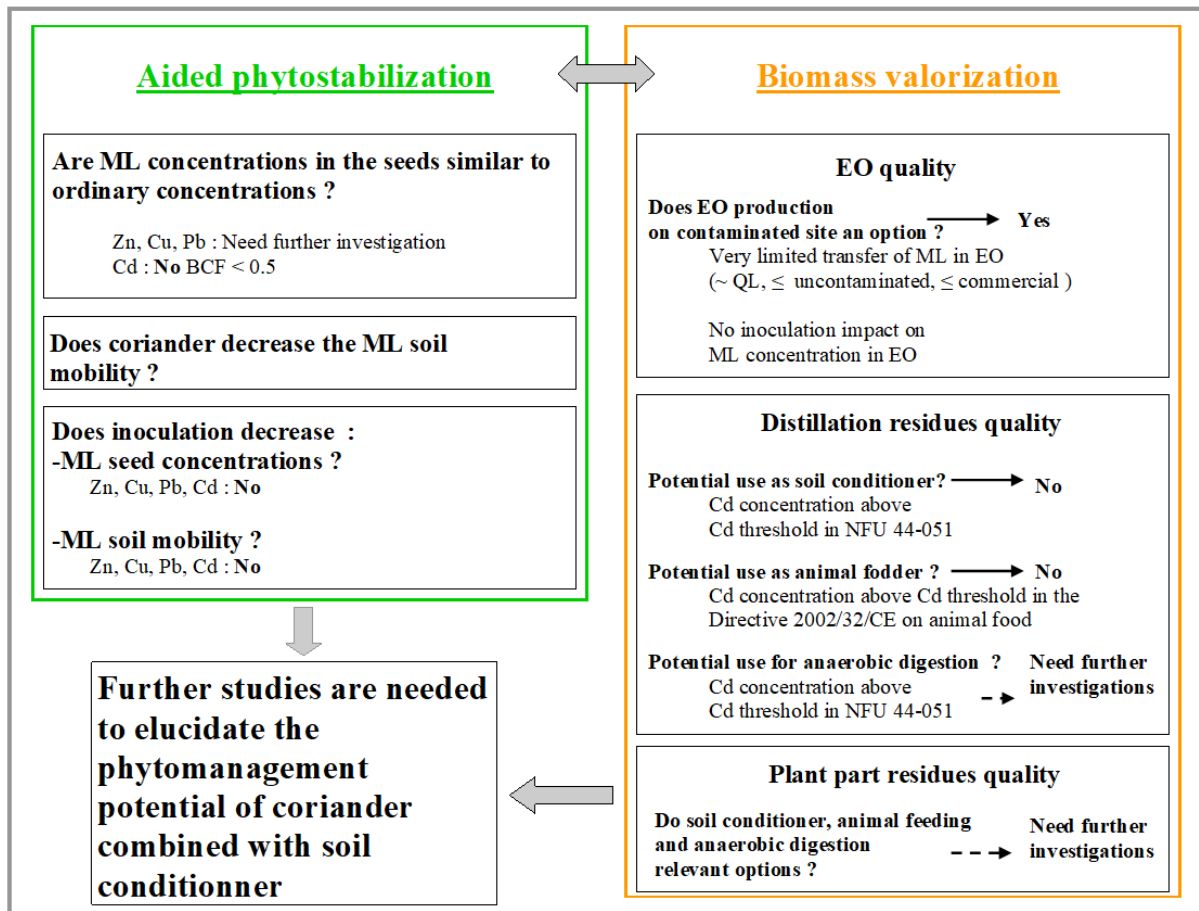 Aided phytostabilization
Are ML concentrations in the seeds similar to
ordinary concentrations ?
Zn, Cu, Pb : Need further investigation
Cd : No BCF < 0.5
Does coriander decrease the ML soil
mobility ?
Does inoculation decrease :
-ML seed concentrations ?
Zn, Cu, Pb, Cd : No
-ML soil mobility ?
Zn, Cu, Pb, Cd : No
Further studies are needed
to elucidate the
phytomanagement
potential of coriander
combined with soil
conditionner
Biomass valorization
EO quality
Does EO production
on contaminated site an option ?
Yes
Very limited transfer of ML in EO
(~ QL, ≤ uncontaminated, ≤ commercial )
No inoculation impact on
ML concentration in EO
Distillation residues quality
Potential use as soil conditioner?
No
Cd concentration above
Cd threshold in NFU 44-051
Potential use as animal fodder ?
No
Cd concentration above Cd threshold in the
Directive 2002/32/CE on animal food
Potential use for anaerobic digestion ?
Need further
investigations
Cd concentration above
Cd threshold in NFU 44-051
Plant part residues quality
Do soil conditioner, animal feeding
and anaerobic digestion
relevant options ?
Need further
investigations